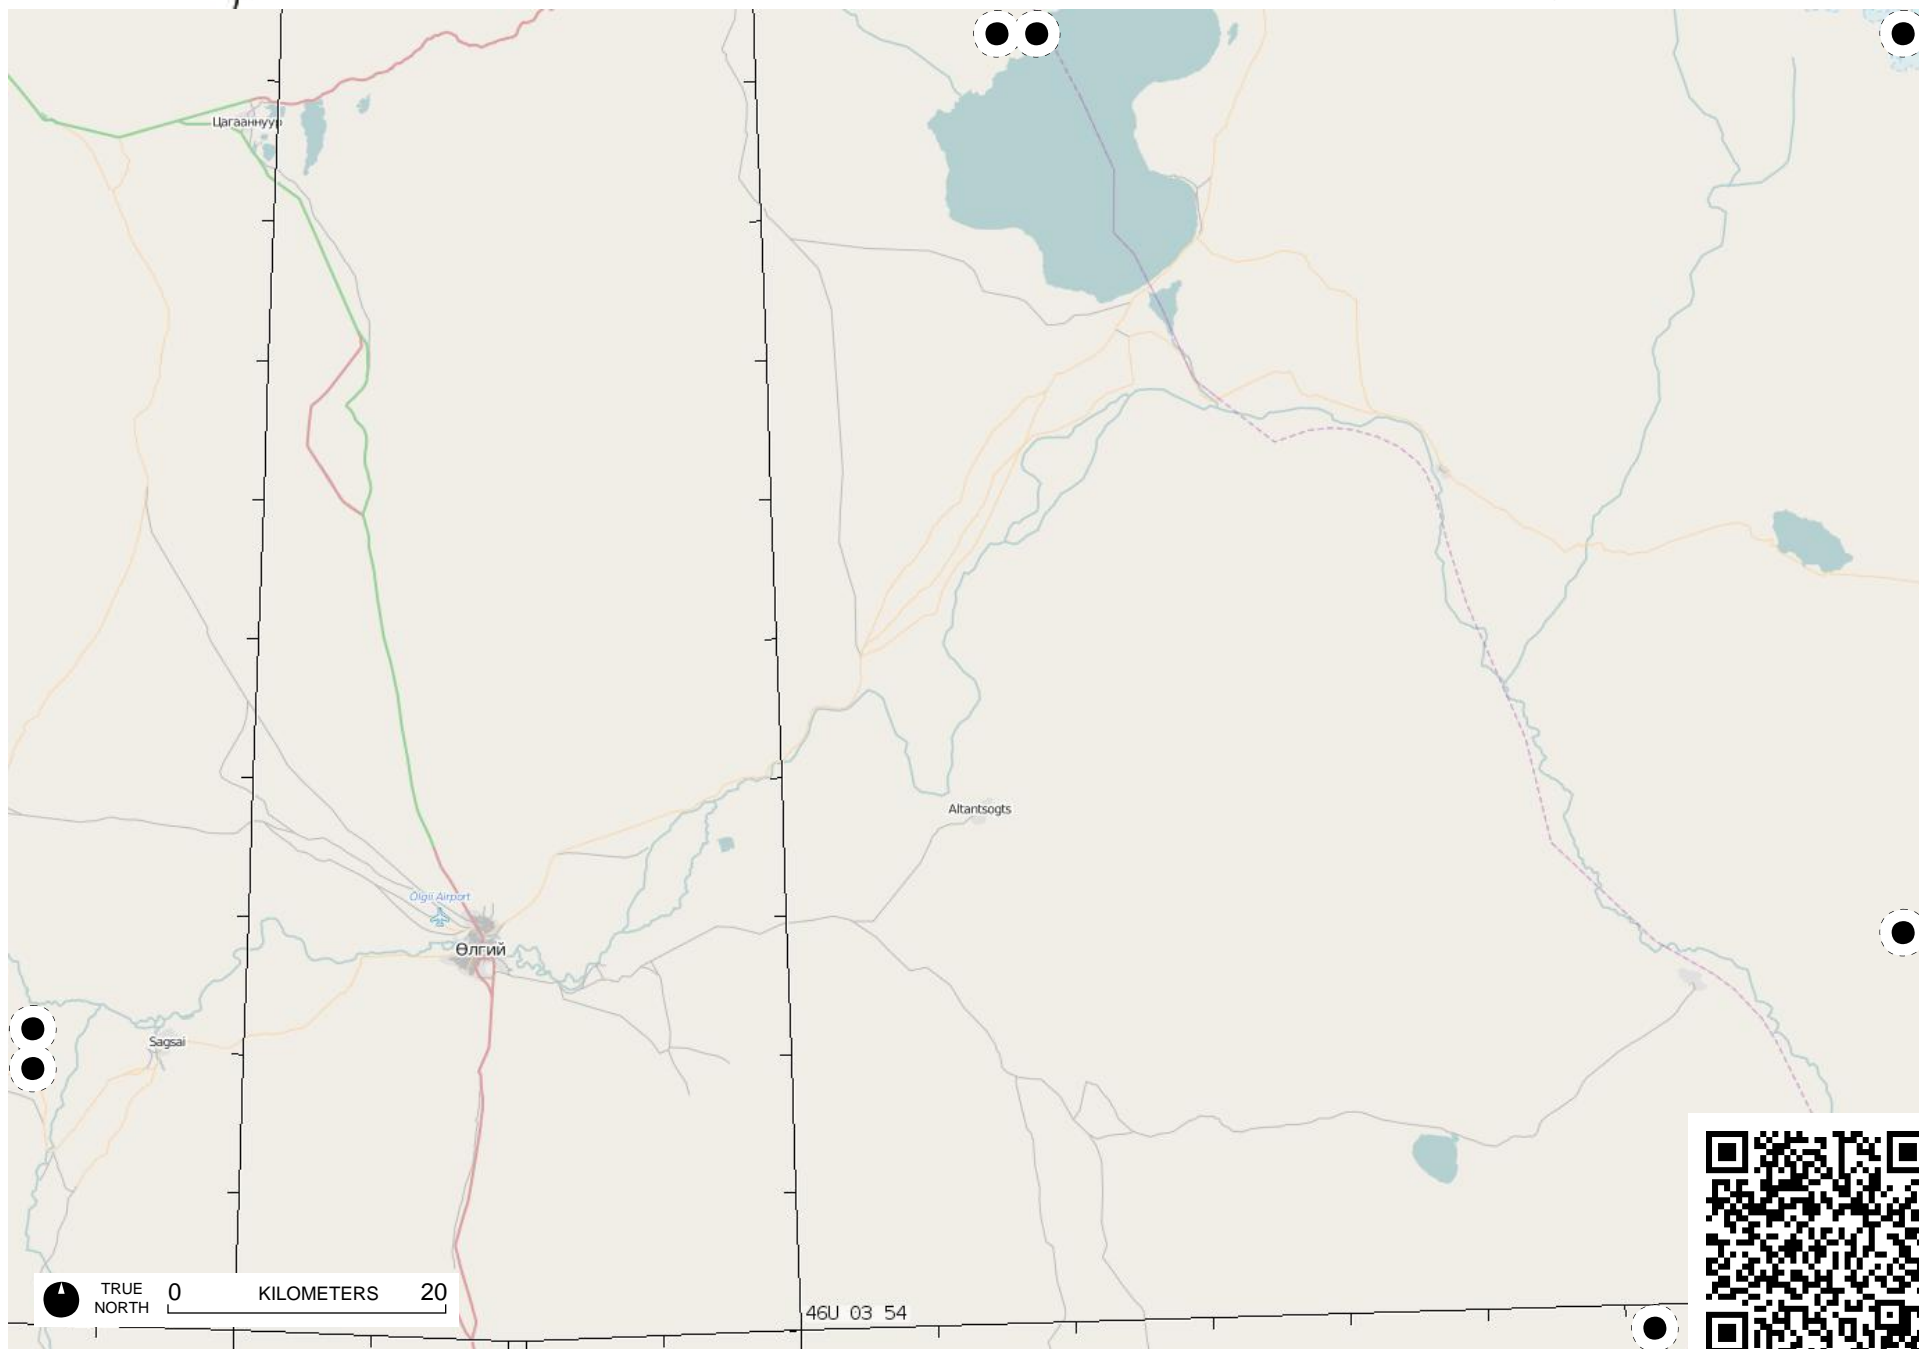 Цагааннуур
Altantsogts
Ölgii Airport
Өлгий
Sagsai
TRUE
NORTH
0 KILOMETERS 20
46U 03 54